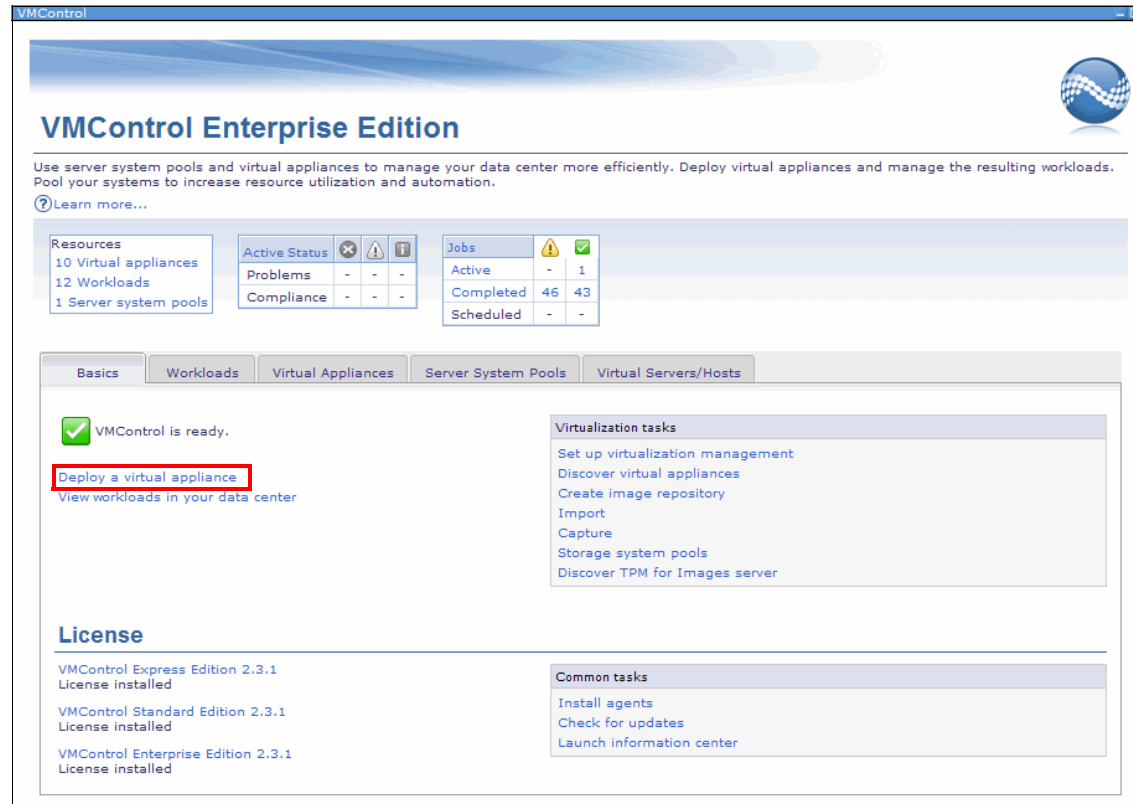 VMControl
VMControl Enterprise Edition
Use server system pools and virtual appliances to manage your data center more efficiently. Deploy virtual appliances and manage the resulting workloads.
Pool your systems to increase resource utilization and automation.
Learn more...
Resources
10 Virtual appliances
12 Workloads
1 Server system pools
Active Status
Problems - - -
Compliance - - -
Jobs
Active - 1
Completed 46 43
Scheduled - -
Basics Workloads Virtual Appliances Server System Pools Virtual Servers/Hosts
VMControl is ready.
Deploy a virtual appliance
View workloads in your data center
Virtualization tasks
Set up virtualization management
Discover virtual appliances
Create image repository
Import
Capture
Storage system pools
Discover TPM for Images server
License
VMControl Express Edition 2.3.1
License installed
VMControl Standard Edition 2.3.1
License installed
VMControl Enterprise Edition 2.3.1
License installed
Common tasks
Install agents
Check for updates
Launch information center